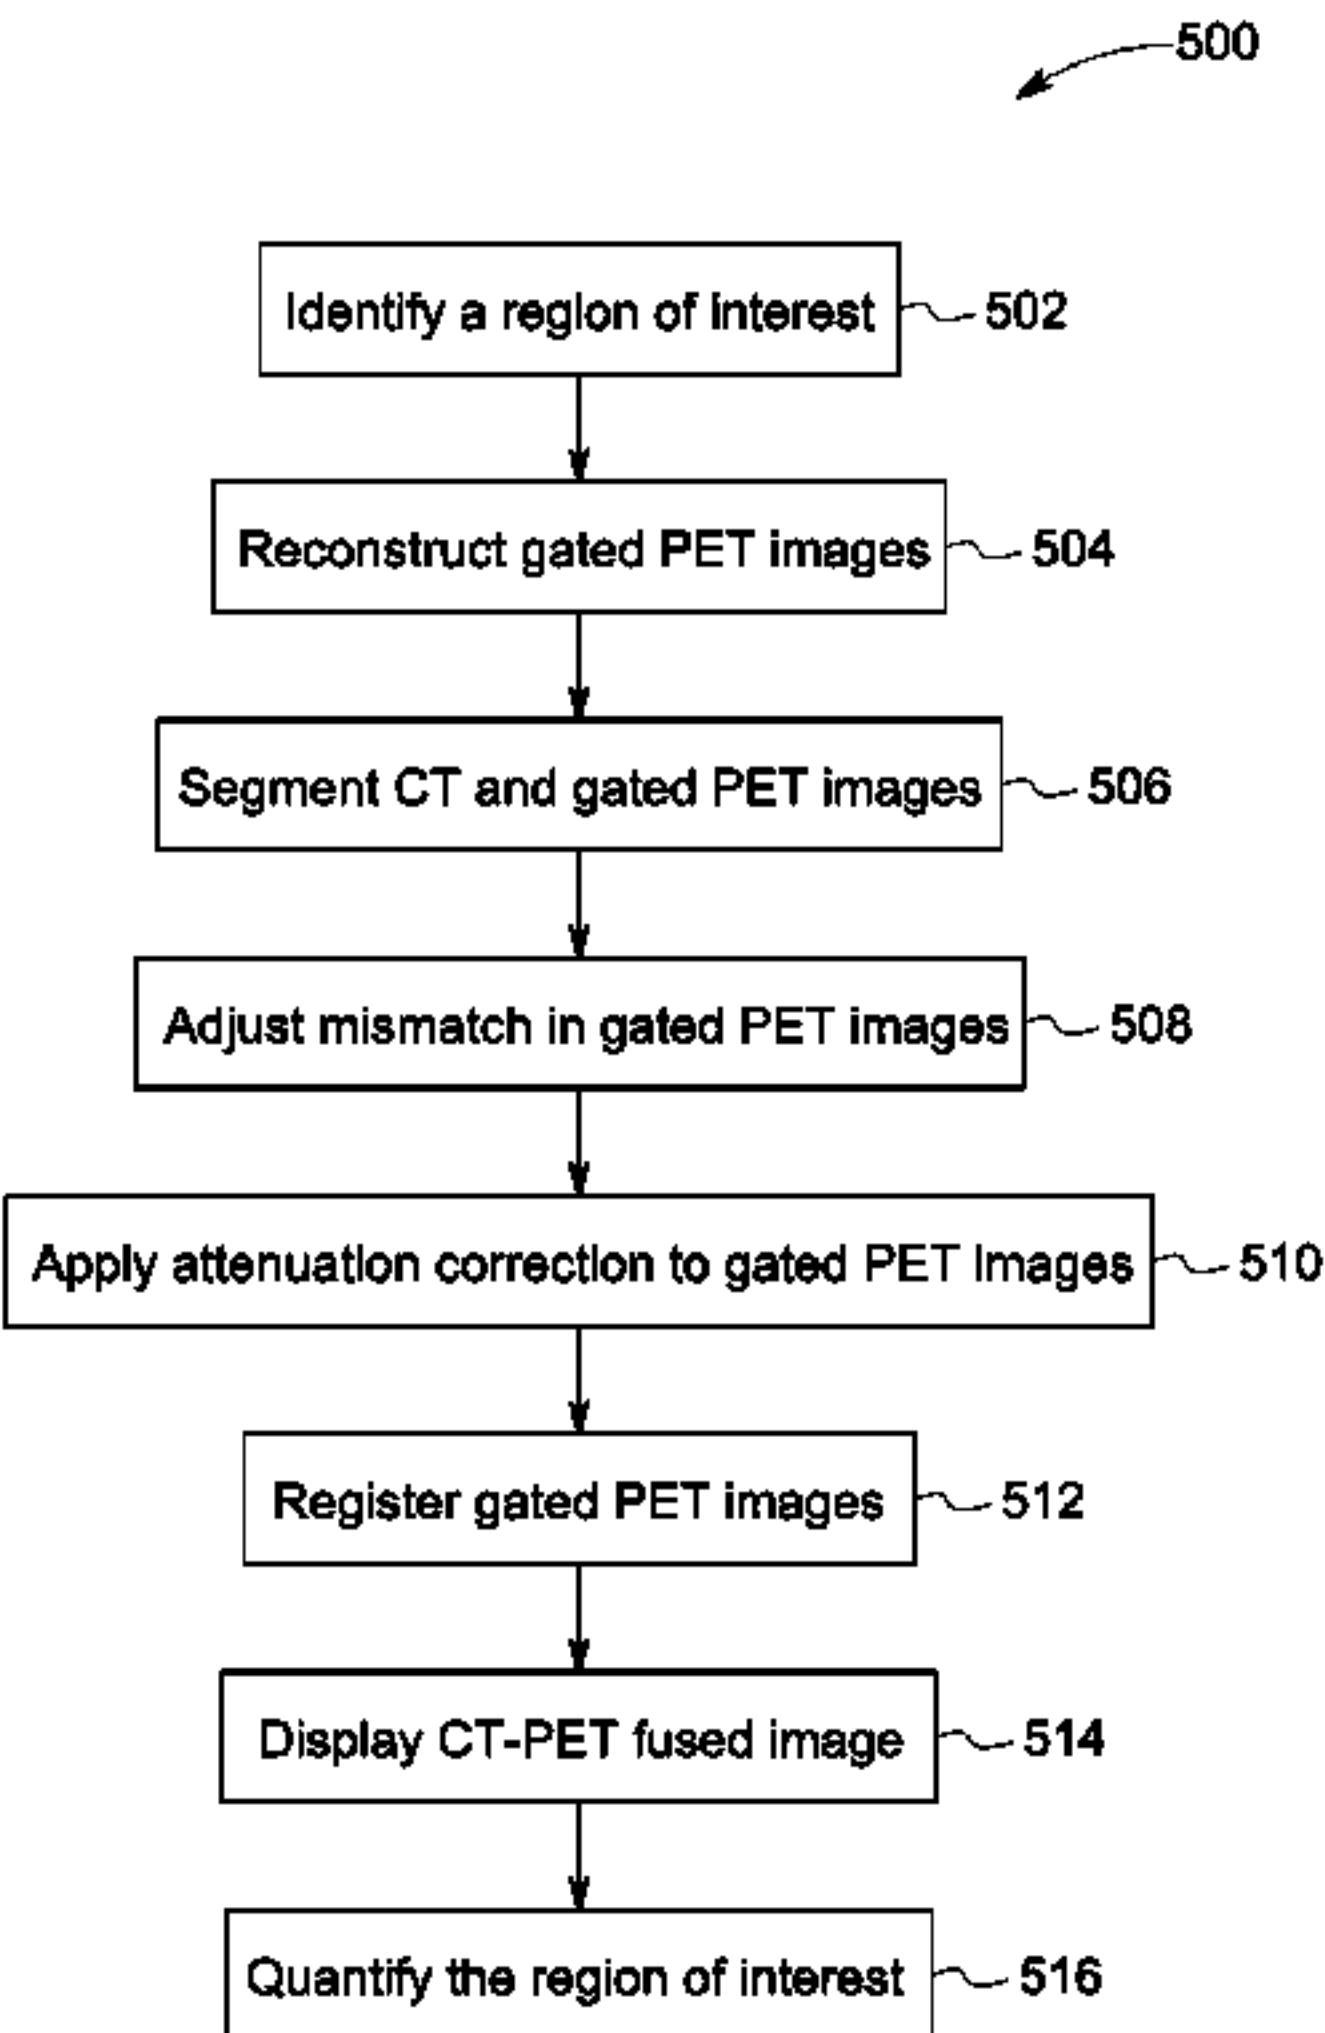 500
Identify a region of interest 502
Reconstruct gated PET images 504
Segment CT and gated PET images 506
Adjust mismatch in gated PET images 508
Apply attenuation correction to gated PET images 510
Register gated PET images 512
Display CT-PET fused image 514
Quantify the region of interest 516